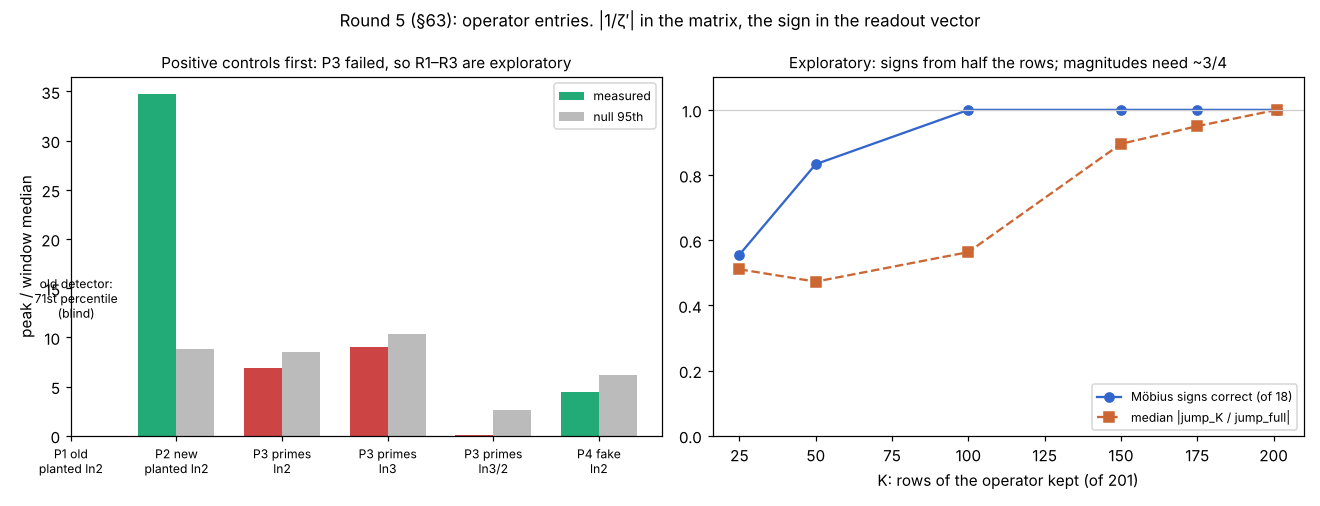 Round 5 (§63): operator entries. |1/ζ′| in the matrix, the sign in the readout vector
Positive controls first: P3 failed, so R1–R3 are exploratory
measured
null 95th
peak / window median
35
30
25
20
15
10
5
0
old detector:
71st percentile
(blind)
P1 old
planted ln2
P2 new
planted ln2
P3 primes
ln2
P3 primes
ln3
P3 primes
ln3/2
P4 fake
ln2
Exploratory: signs from half the rows; magnitudes need ~3/4
1.0
0.8
0.6
0.4
0.2
0.0
Möbius signs correct (of 18)
median |jump_K / jump_full|
25
50
75
100
125
150
175
200
K: rows of the operator kept (of 201)